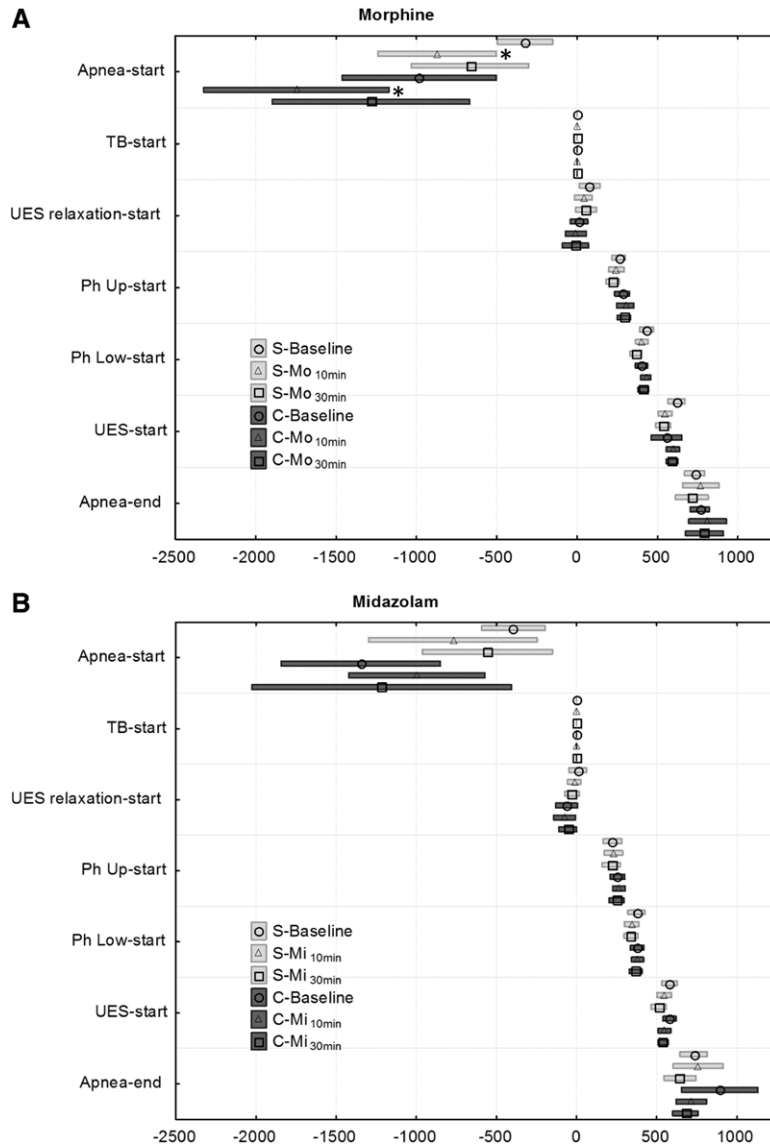 A
Morphine
Apnea-start
*
*
TB-start
UES relaxation-start
Ph Up-start
Ph Low-start
UES-start
Apnea-end
S-Baseline
S-Mo 10min
S-Mo 30min
C-Baseline
C-Mo 10min
C-Mo 30min
-2500 -2000 -1500 -1000 -500 0 500 1000
B
Midazolam
Apnea-start
TB-start
UES relaxation-start
Ph Up-start
Ph Low-start
UES-start
Apnea-end
S-Baseline
S-Mi 10min
S-Mi 30min
C-Baseline
C-Mi 10min
C-Mi 30min
-2500 -2000 -1500 -1000 -500 0 500 1000